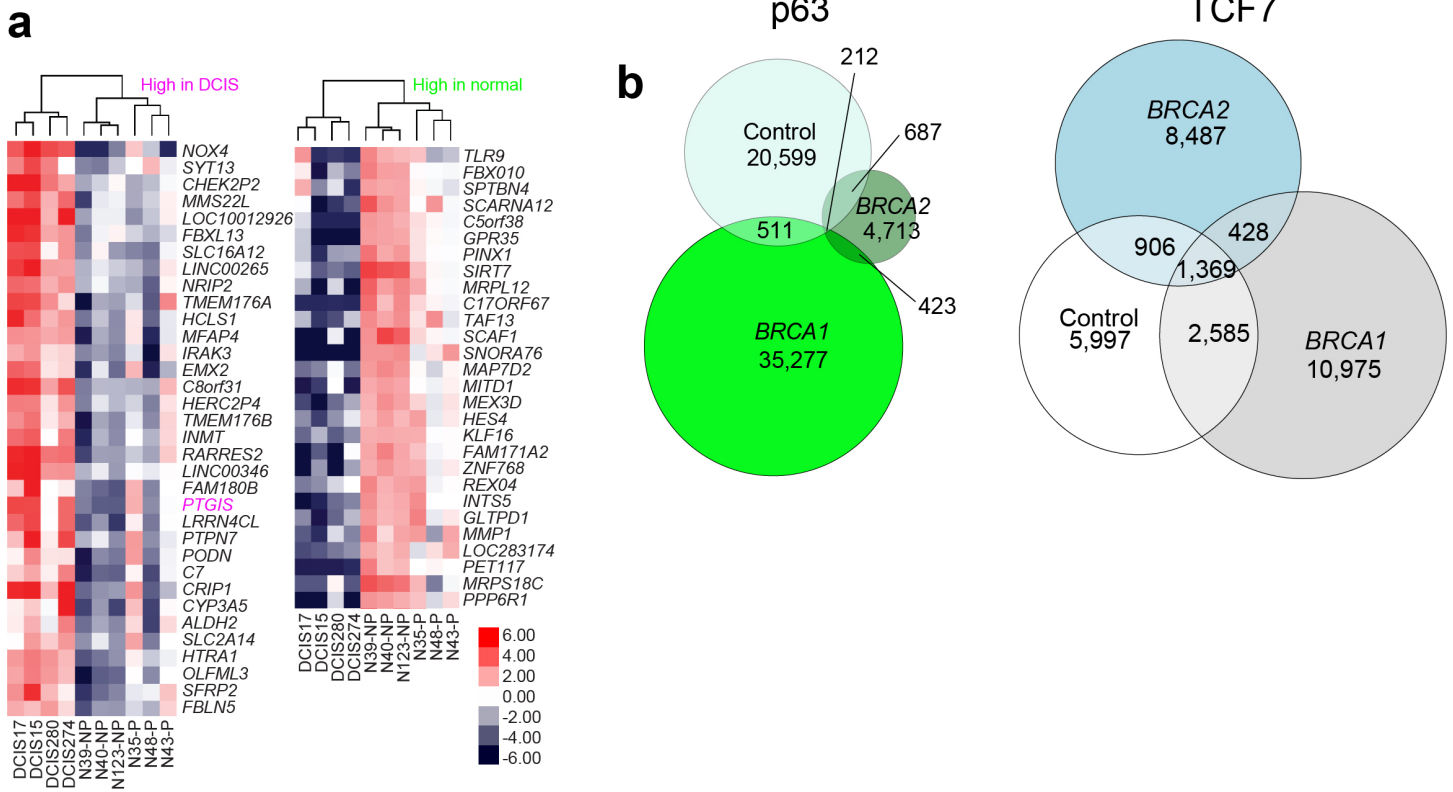 a
High in DCIS
NOX4
SYT13
CHEK2P2
MMS22L
LOC10012926
FBXL13
SLC16A12
LINC00265
NRIP2
TMEM176A
HCLS1
MFAP4
IRAK3
EMX2
C8orf31
HERC2P4
TMEM176B
INMT
RARRES2
LINC00346
FAM180B
PTGIS
LRRN4CL
PTPN7
PODN
C7
CRIP1
CYP3A5
ALDH2
SLC2A14
HTRA1
OLFML3
SFRP2
FBLN5
DCIS17
DCIS15
DCIS280
DCIS274
N39-NP
N40-NP
N123-NP
N35-P
N48-P
N43-P
High in normal
TLR9
FBX010
SPTBN4
SCARNA12
C5orf38
GPR35
PINX1
SIRT7
MRPL12
C17ORF67
TAF13
SCAF1
SNORA76
MAP7D2
MITD1
MEX3D
HES4
KLF16
FAM171A2
ZNF768
REX04
INTS5
GLTPD1
MMP1
LOC283174
PET117
MRPS18C
PPP6R1
DCIS17
DCIS15
DCIS280
DCIS274
N39-NP
N40-NP
N123-NP
N35-P
N48-P
N43-P
6.00
4.00
2.00
0.00
-2.00
-4.00
-6.00
b
p63
212
687
Control
20,599
BRCA2
4,713
511
423
BRCA1
35,277
TCF7
BRCA2
8,487
906
428
1,369
Control
5,997
2,585
BRCA1
10,975